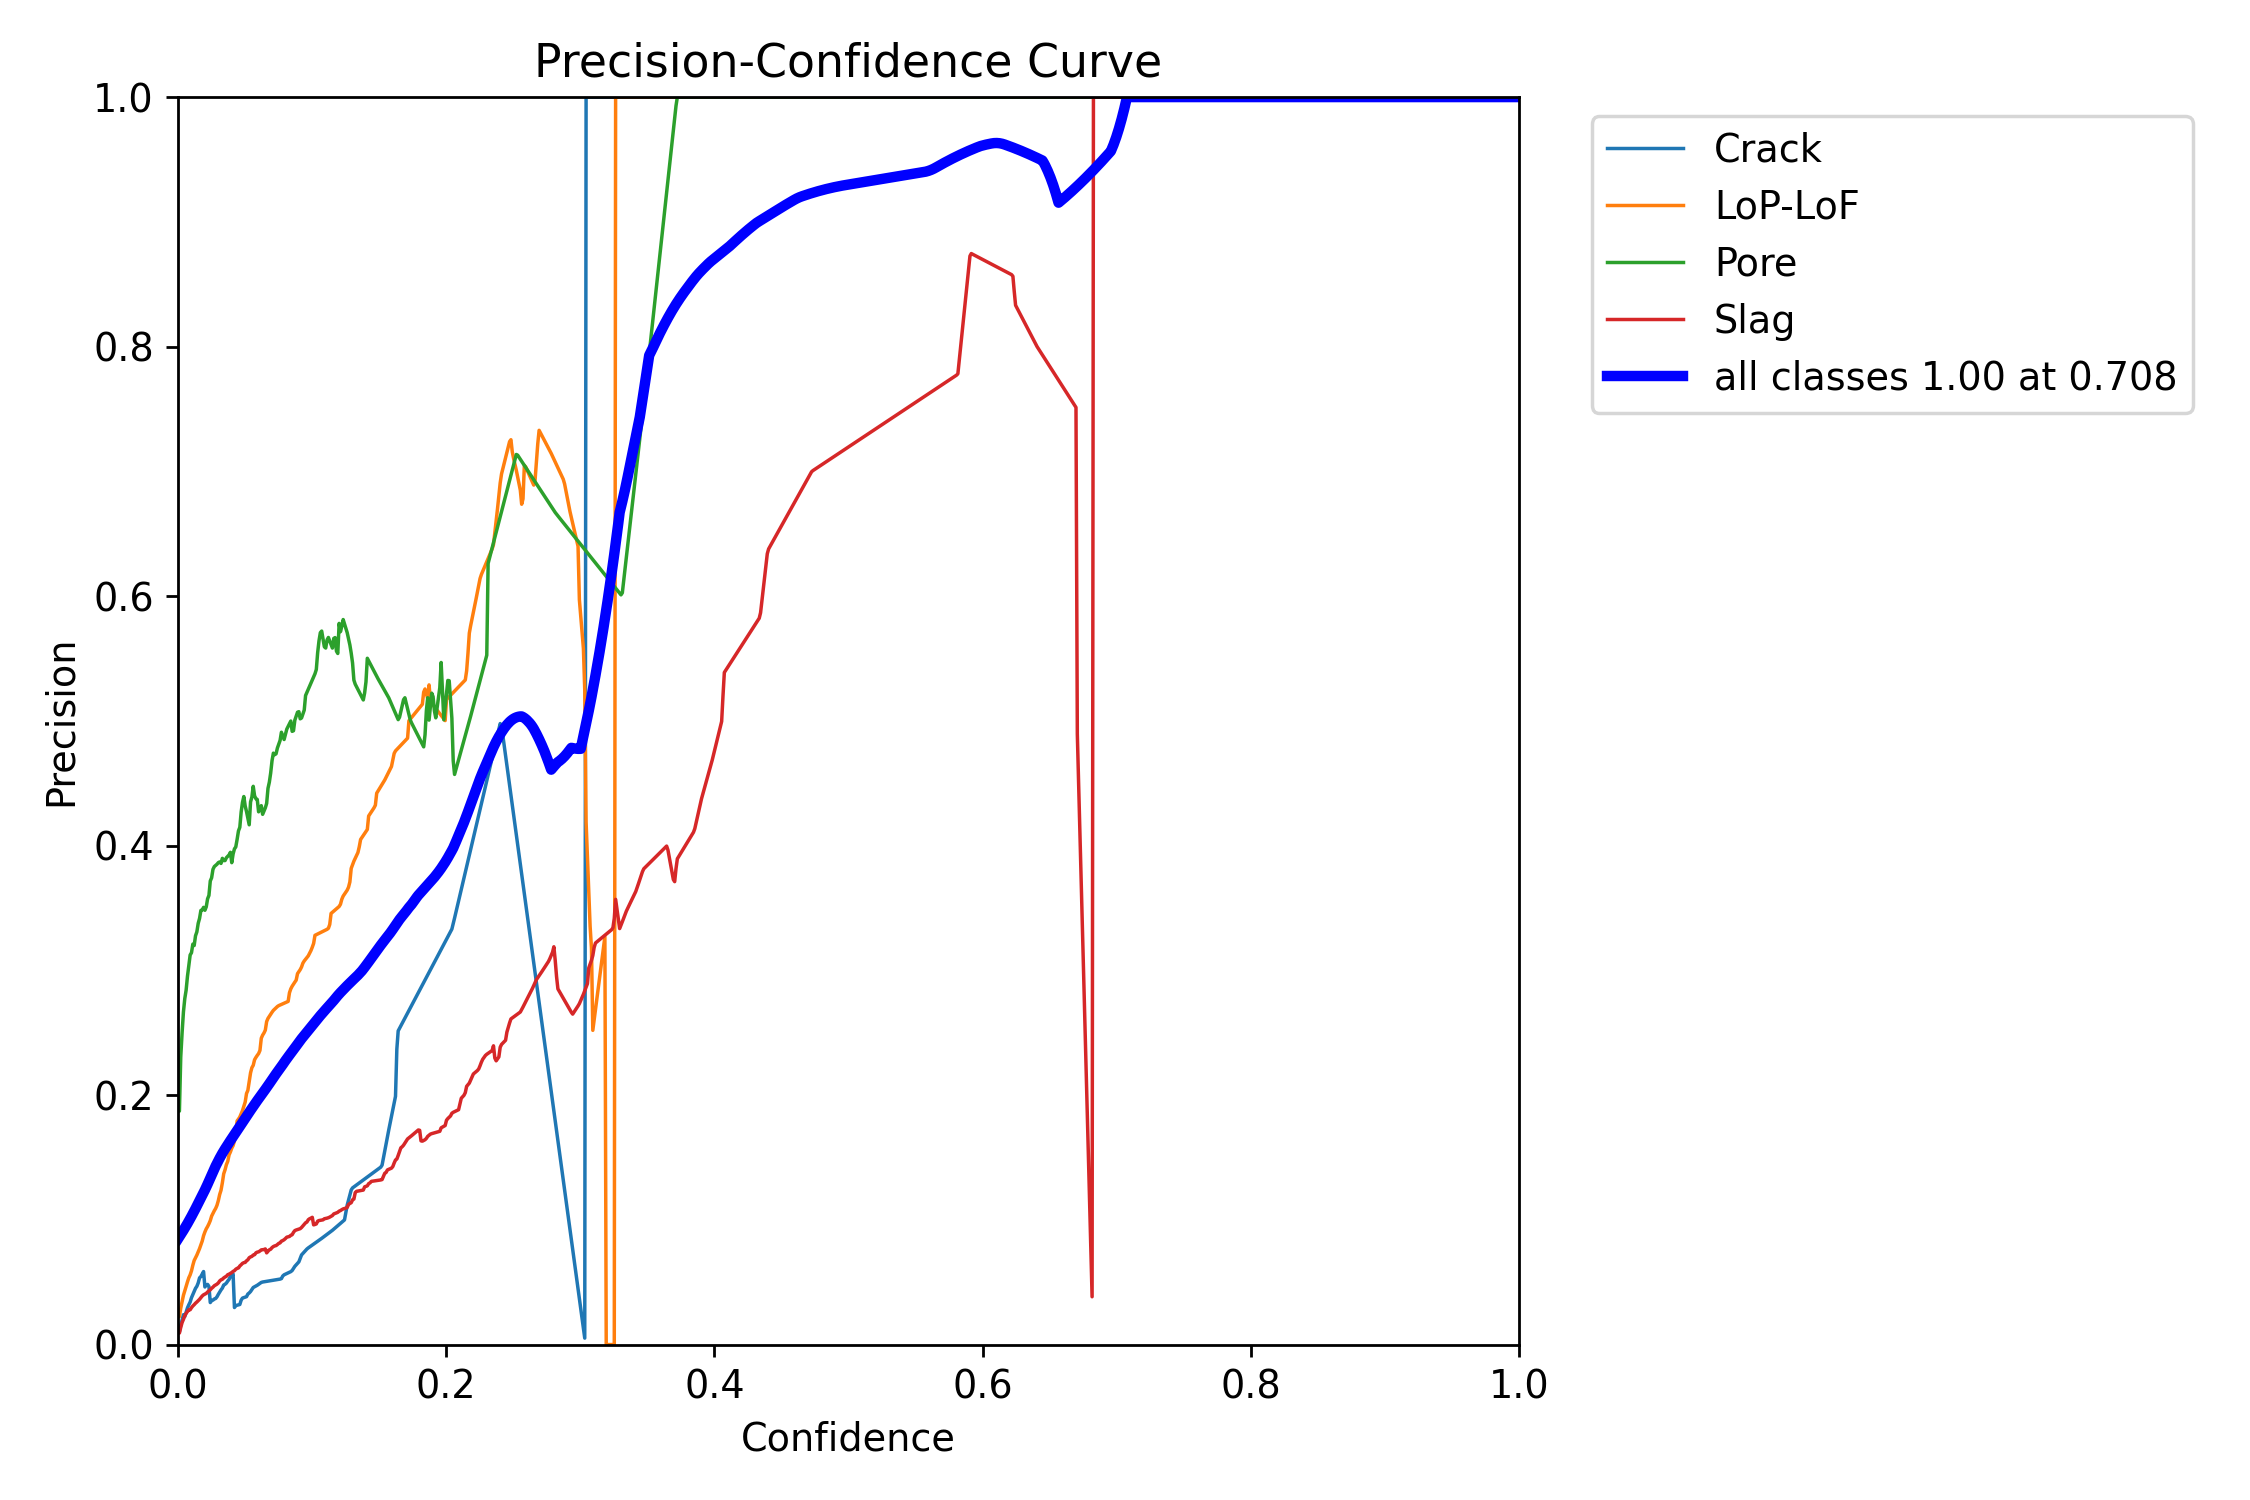 Precision-Confidence Curve
1.0
0.8
0.6
0.4
0.2
0.0
Precision
0.0 0.2 0.4 0.6 0.8 1.0
Confidence
Crack
LoP-LoF
Pore
Slag
all classes 1.00 at 0.708